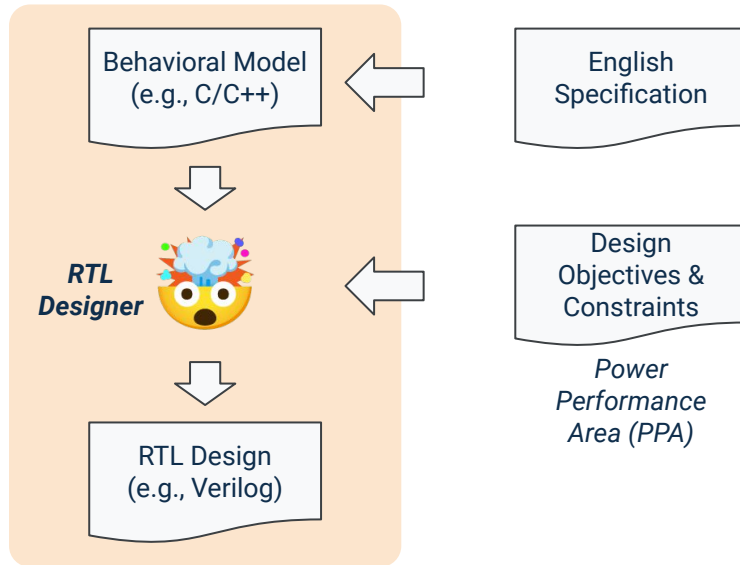 Behavioral Model
(e.g., C/C++)
English
Specification
RTL
Designer
Design
Objectives &
Constraints
Power
Performance
Area (PPA)
RTL Design
(e.g., Verilog)